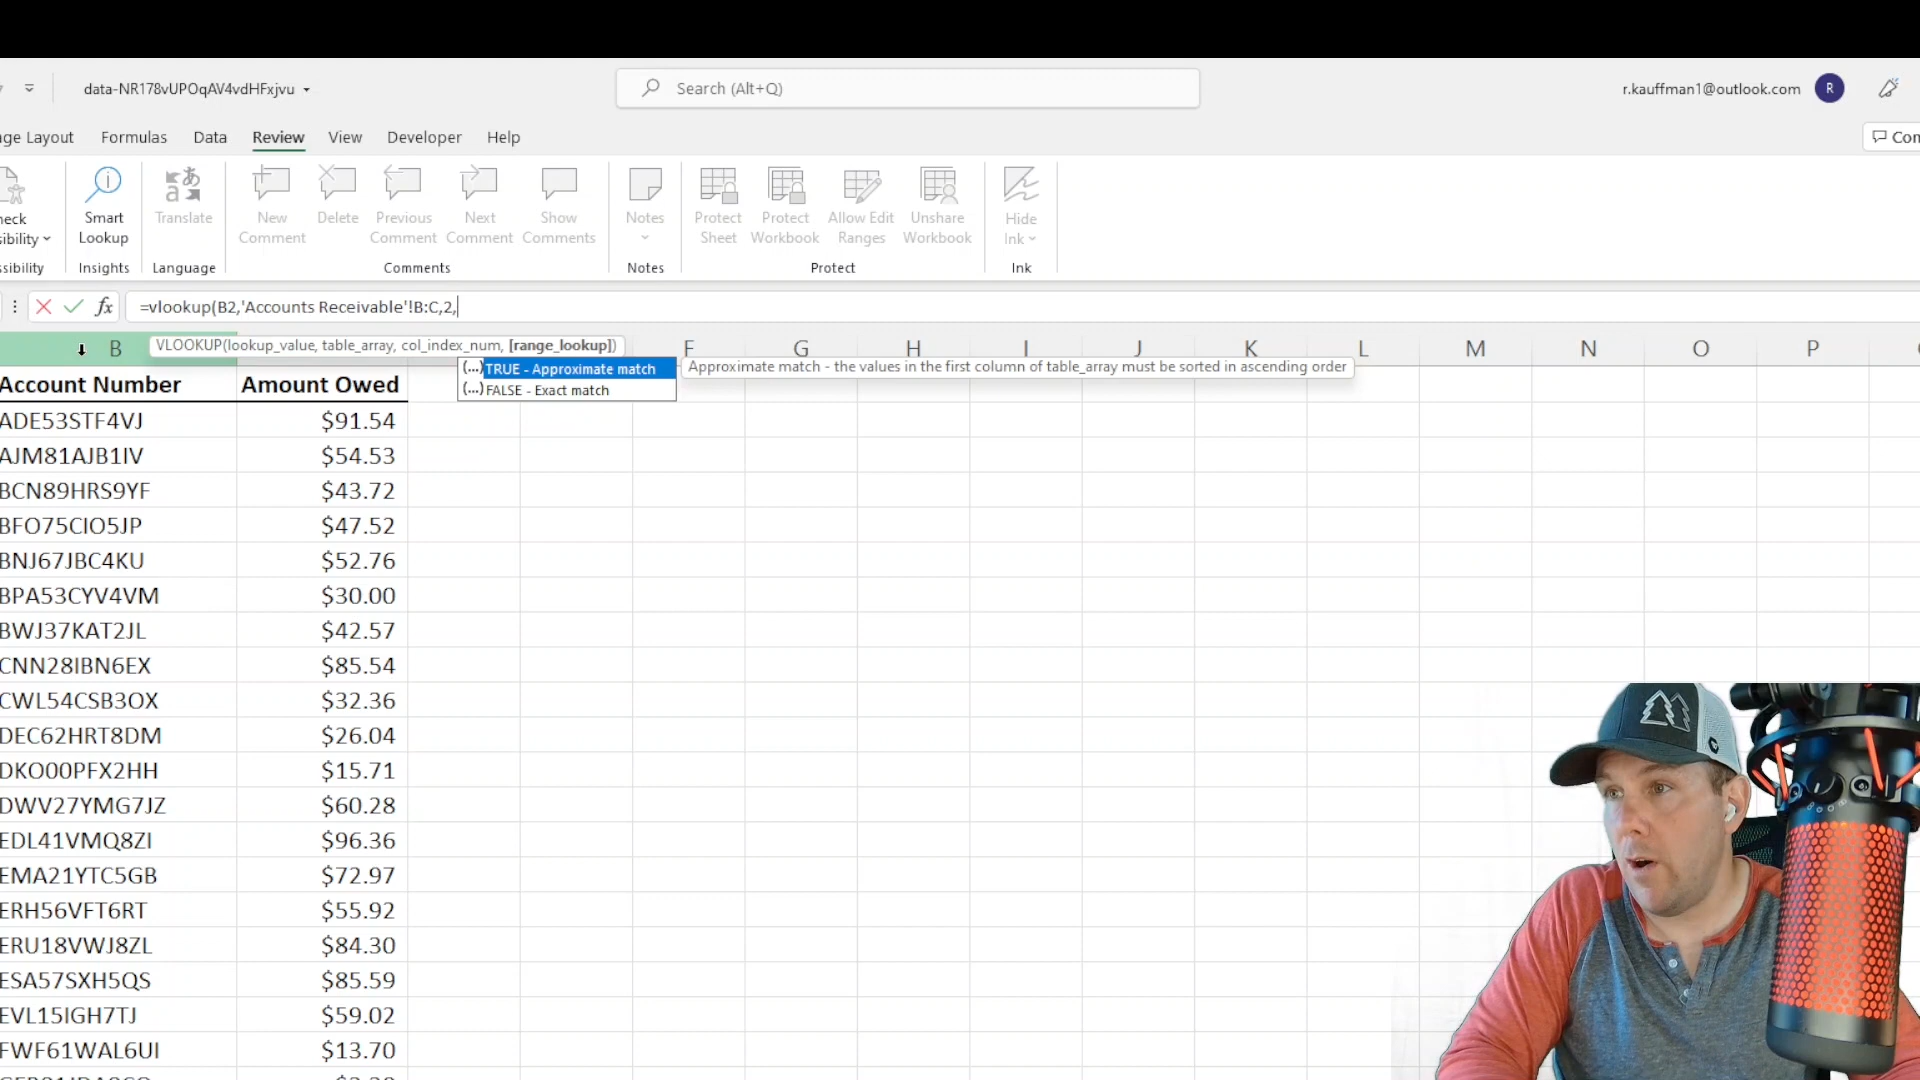 data-NR178vUPOqAV4vdHFxjvu
Search (Alt+Q)
r.kauffman1@outlook.com R
ge Layout Formulas Data Review View Developer Help Con
heck
sibility
Smart
Lookup
Translate
New
Comment
Delete
Previous
Comment
Next
Comment
Show
Comments
Notes
Protect
Sheet
Protect
Workbook
Allow Edit
Ranges
Unshare
Workbook
Hide
Ink
ssibility Insights Language Comments Notes Protect Ink
fx =vlookup(B2,'Accounts Receivable'!B:C,2,
VLOOKUP(lookup_value, table_array, col_index_num, [range_lookup])
B F G H I J K L M N O P
(...) TRUE - Approximate match
(...) FALSE - Exact match
Approximate match - the values in the first column of table_array must be sorted in ascending order
Account Number Amount Owed
ADE53STF4VJ $91.54
AJM81AJB1IV $54.53
BCN89HRS9YF $43.72
BFO75CIO5JP $47.52
BNJ67JBC4KU $52.76
BPA53CYV4VM $30.00
BWJ37KAT2JL $42.57
CNN28IBN6EX $85.54
CWL54CSB3OX $32.36
DEC62HRT8DM $26.04
DKO00PFX2HH $15.71
DWV27YMG7JZ $60.28
EDL41VMQ8ZI $96.36
EMA21YTC5GB $72.97
ERH56VFT6RT $55.92
ERU18VWJ8ZL $84.30
ESA57SXH5QS $85.59
EVL15IGH7TJ $59.02
FWF61WAL6UI $13.70